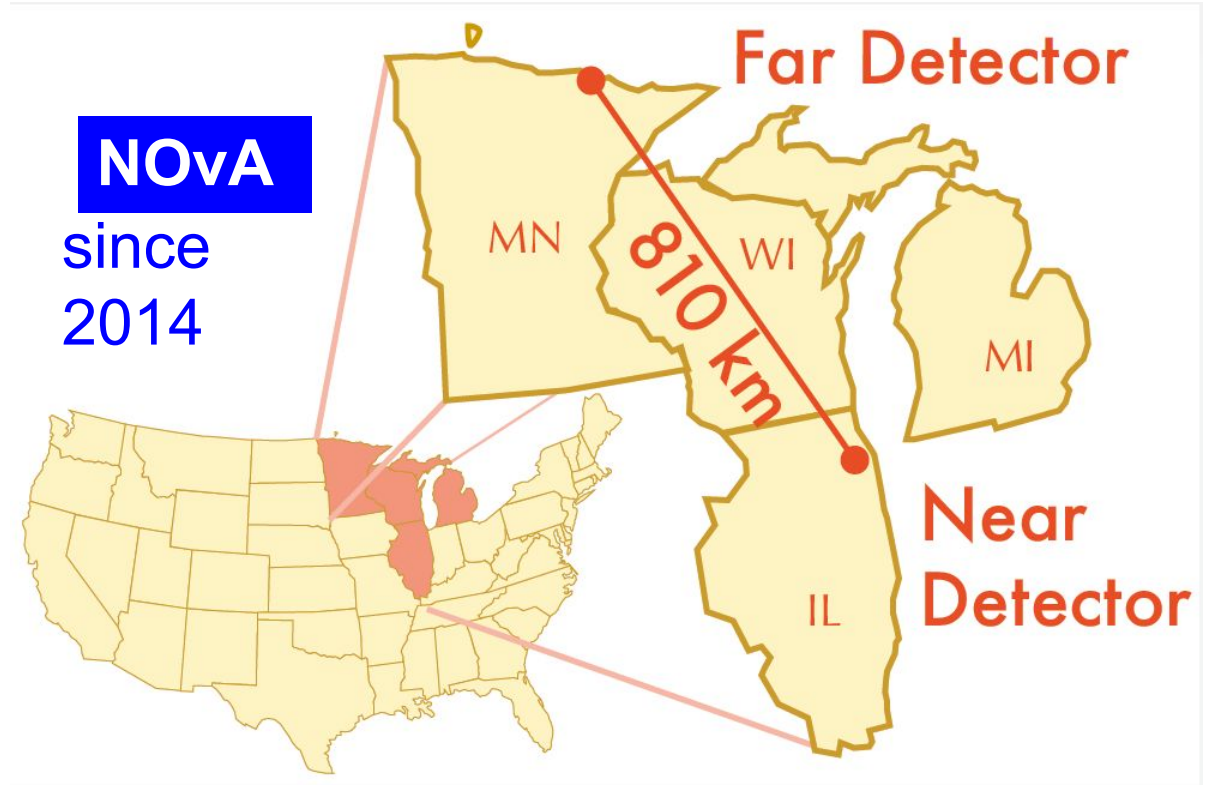 Far Detector
NOvA
since
2014
MN
WI
810 km
MI
Near
Detector
IL